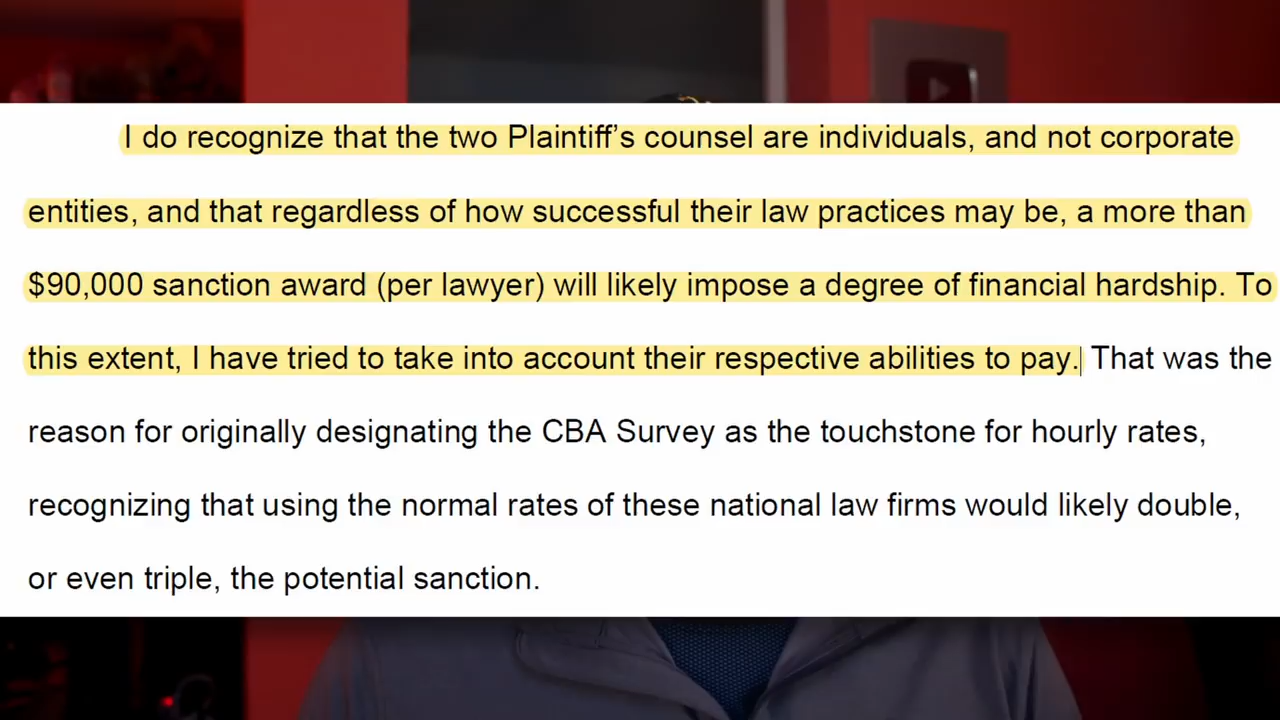 I do recognize that the two Plaintiff’s counsel are individuals, and not corporate
entities, and that regardless of how successful their law practices may be, a more than
$90,000 sanction award (per lawyer) will likely impose a degree of financial hardship. To
this extent, I have tried to take into account their respective abilities to pay. That was the
reason for originally designating the CBA Survey as the touchstone for hourly rates,
recognizing that using the normal rates of these national law firms would likely double,
or even triple, the potential sanction.